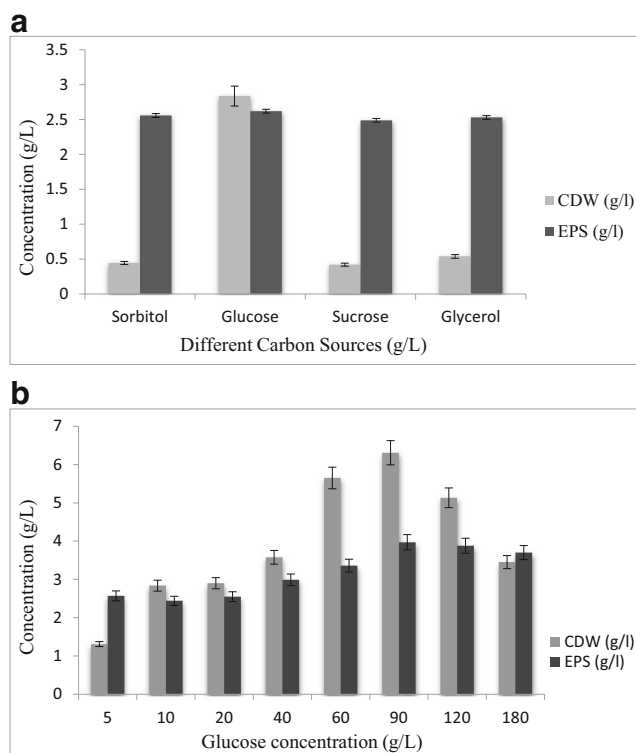 a
3.5
3
2.5
2
1.5
1
0.5
0
Concentration (g/L)
CDW (g/l)
EPS (g/l)
Sorbitol Glucose Sucrose Glycerol
Different Carbon Sources (g/L)
b
7
6
5
4
3
2
1
0
Concentration (g/L)
CDW (g/l)
EPS (g/l)
5 10 20 40 60 90 120 180
Glucose concentration (g/L)